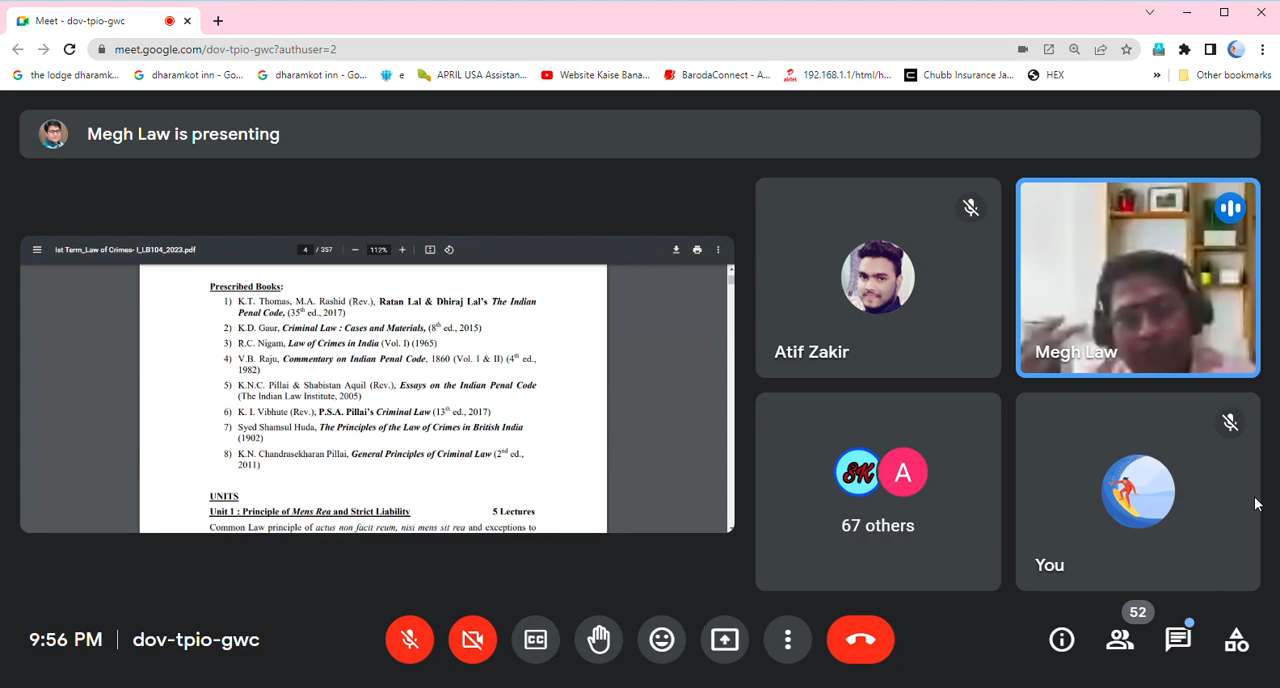 Meet - dov-tpio-gwc
meet.google.com/dov-tpio-gwc?authuser=2
the lodge dharamk...
dharamkot inn - Go...
dharamkot inn - Go...
e
APRIL USA Assistan...
Website Kaise Bana...
BarodaConnect - A...
airtel
192.168.1.1/html/h...
Chubb Insurance Ja...
HEX
»
Other bookmarks
Megh Law is presenting
Ist Term_Law of Crimes- I_LB104_2023.pdf
4 / 357
112%
Prescribed Books:
1) K.T. Thomas, M.A. Rashid (Rev.), Ratan Lal & Dhiraj Lal's The Indian
Penal Code, (35th ed., 2017)
2) K.D. Gaur, Criminal Law : Cases and Materials, (8th ed., 2015)
3) R.C. Nigam, Law of Crimes in India (Vol. I) (1965)
4) V.B. Raju, Commentary on Indian Penal Code, 1860 (Vol. I & II) (4th ed.,
1982)
5) K.N.C. Pillai & Shabistan Aquil (Rev.), Essays on the Indian Penal Code
(The Indian Law Institute, 2005)
6) K. I. Vibhute (Rev.), P.S.A. Pillai's Criminal Law (13th ed., 2017)
7) Syed Shamsul Huda, The Principles of the Law of Crimes in British India
(1902)
8) K.N. Chandrasekharan Pillai, General Principles of Criminal Law (2nd ed.,
2011)
UNITS
Unit 1 : Principle of Mens Rea and Strict Liability 5 Lectures
Common Law principle of actus non facit reum, nisi mens sit rea and exceptions to
Atif Zakir
Megh Law
SK
A
67 others
You
9:56 PM
dov-tpio-gwc
CC
52